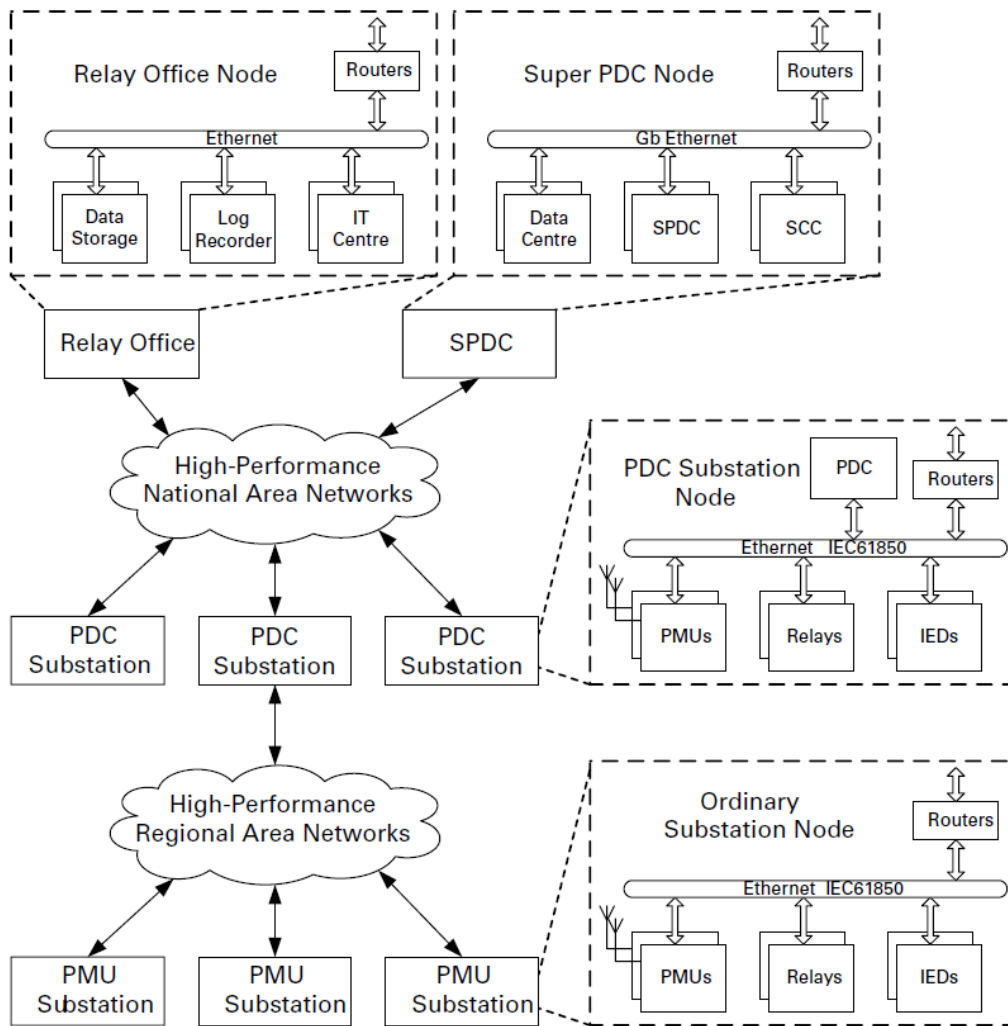 Relay Office Node
Routers
Ethernet
Data
Storage
Log
Recorder
IT
Centre
Super PDC Node
Routers
Gb Ethernet
Data
Centre
SPDC
SCC
Relay Office
SPDC
High-Performance
National Area Networks
PDC Substation
Node
PDC
Routers
Ethernet IEC61850
PMUs
Relays
IEDs
PDC
Substation
PDC
Substation
PDC
Substation
High-Performance
Regional Area Networks
Ordinary
Substation Node
Routers
Ethernet IEC61850
PMUs
Relays
IEDs
PMU
Substation
PMU
Substation
PMU
Substation